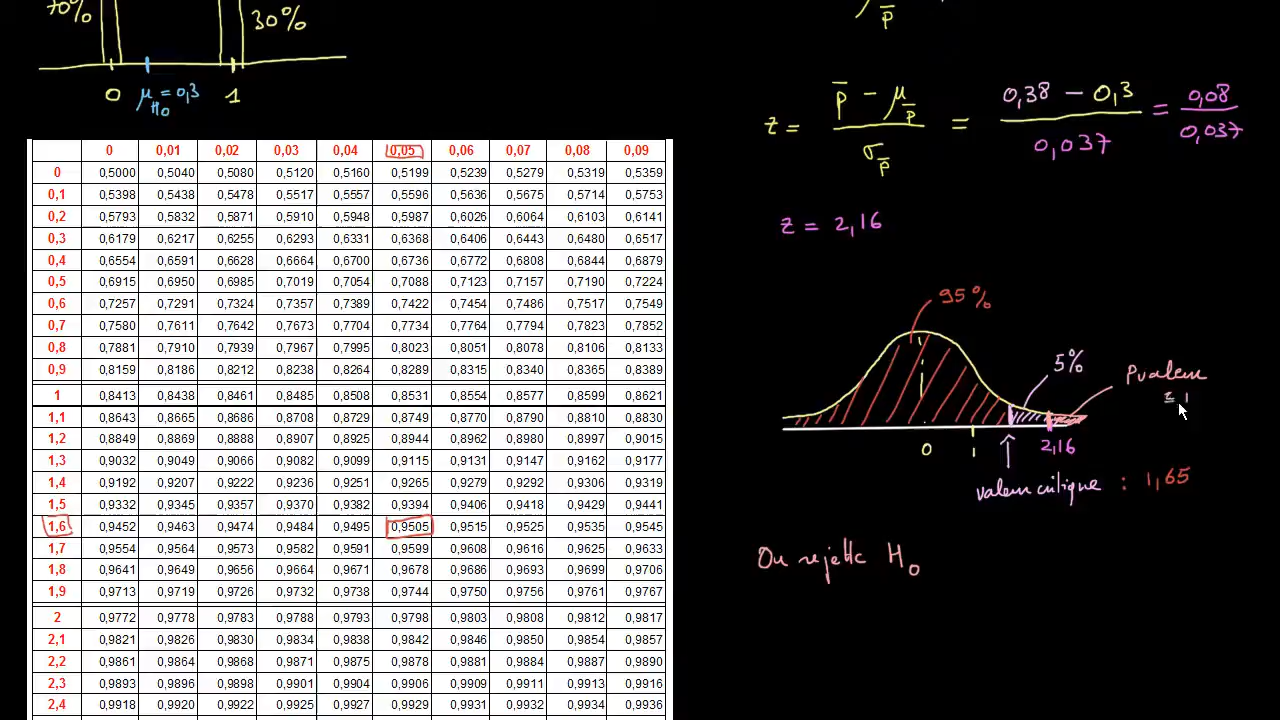 70%
30%
0 μ = 0,3 1
H0
p̄
z = (p̄ − μp̄) / σp̄ = (0,38 − 0,3) / 0,037 = 0,08 / 0,037
z = 2,16
0 0,01 0,02 0,03 0,04 0,05 0,06 0,07 0,08 0,09
0 0,5000 0,5040 0,5080 0,5120 0,5160 0,5199 0,5239 0,5279 0,5319 0,5359
0,1 0,5398 0,5438 0,5478 0,5517 0,5557 0,5596 0,5636 0,5675 0,5714 0,5753
0,2 0,5793 0,5832 0,5871 0,5910 0,5948 0,5987 0,6026 0,6064 0,6103 0,6141
0,3 0,6179 0,6217 0,6255 0,6293 0,6331 0,6368 0,6406 0,6443 0,6480 0,6517
0,4 0,6554 0,6591 0,6628 0,6664 0,6700 0,6736 0,6772 0,6808 0,6844 0,6879
0,5 0,6915 0,6950 0,6985 0,7019 0,7054 0,7088 0,7123 0,7157 0,7190 0,7224
0,6 0,7257 0,7291 0,7324 0,7357 0,7389 0,7422 0,7454 0,7486 0,7517 0,7549
0,7 0,7580 0,7611 0,7642 0,7673 0,7704 0,7734 0,7764 0,7794 0,7823 0,7852
0,8 0,7881 0,7910 0,7939 0,7967 0,7995 0,8023 0,8051 0,8078 0,8106 0,8133
0,9 0,8159 0,8186 0,8212 0,8238 0,8264 0,8289 0,8315 0,8340 0,8365 0,8389
1 0,8413 0,8438 0,8461 0,8485 0,8508 0,8531 0,8554 0,8577 0,8599 0,8621
1,1 0,8643 0,8665 0,8686 0,8708 0,8729 0,8749 0,8770 0,8790 0,8810 0,8830
1,2 0,8849 0,8869 0,8888 0,8907 0,8925 0,8944 0,8962 0,8980 0,8997 0,9015
1,3 0,9032 0,9049 0,9066 0,9082 0,9099 0,9115 0,9131 0,9147 0,9162 0,9177
1,4 0,9192 0,9207 0,9222 0,9236 0,9251 0,9265 0,9279 0,9292 0,9306 0,9319
1,5 0,9332 0,9345 0,9357 0,9370 0,9382 0,9394 0,9406 0,9418 0,9429 0,9441
1,6 0,9452 0,9463 0,9474 0,9484 0,9495 0,9505 0,9515 0,9525 0,9535 0,9545
1,7 0,9554 0,9564 0,9573 0,9582 0,9591 0,9599 0,9608 0,9616 0,9625 0,9633
1,8 0,9641 0,9649 0,9656 0,9664 0,9671 0,9678 0,9686 0,9693 0,9699 0,9706
1,9 0,9713 0,9719 0,9726 0,9732 0,9738 0,9744 0,9750 0,9756 0,9761 0,9767
2 0,9772 0,9778 0,9783 0,9788 0,9793 0,9798 0,9803 0,9808 0,9812 0,9817
2,1 0,9821 0,9826 0,9830 0,9834 0,9838 0,9842 0,9846 0,9850 0,9854 0,9857
2,2 0,9861 0,9864 0,9868 0,9871 0,9875 0,9878 0,9881 0,9884 0,9887 0,9890
2,3 0,9893 0,9896 0,9898 0,9901 0,9904 0,9906 0,9909 0,9911 0,9913 0,9916
2,4 0,9918 0,9920 0,9922 0,9925 0,9927 0,9929 0,9931 0,9932 0,9934 0,9936
95%
5%
Pvaleur
= 1
0 1 2,16
valeur critique : 1,65
On rejette H0